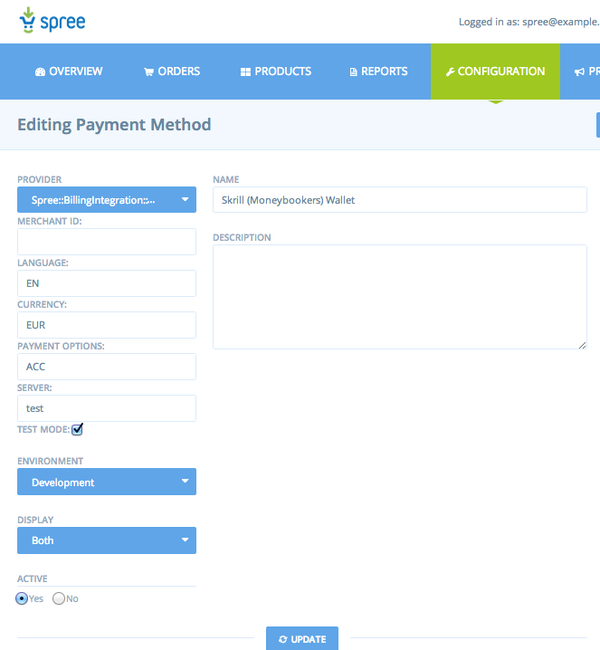 spree
Logged in as: spree@example.
OVERVIEW
ORDERS
PRODUCTS
REPORTS
CONFIGURATION
PR
Editing Payment Method
PROVIDER
Spree::BillingIntegration::...
MERCHANT ID:
LANGUAGE:
EN
CURRENCY:
EUR
PAYMENT OPTIONS:
ACC
SERVER:
test
TEST MODE:
ENVIRONMENT
Development
DISPLAY
Both
ACTIVE
Yes No
NAME
Skrill (Moneybookers) Wallet
DESCRIPTION
UPDATE